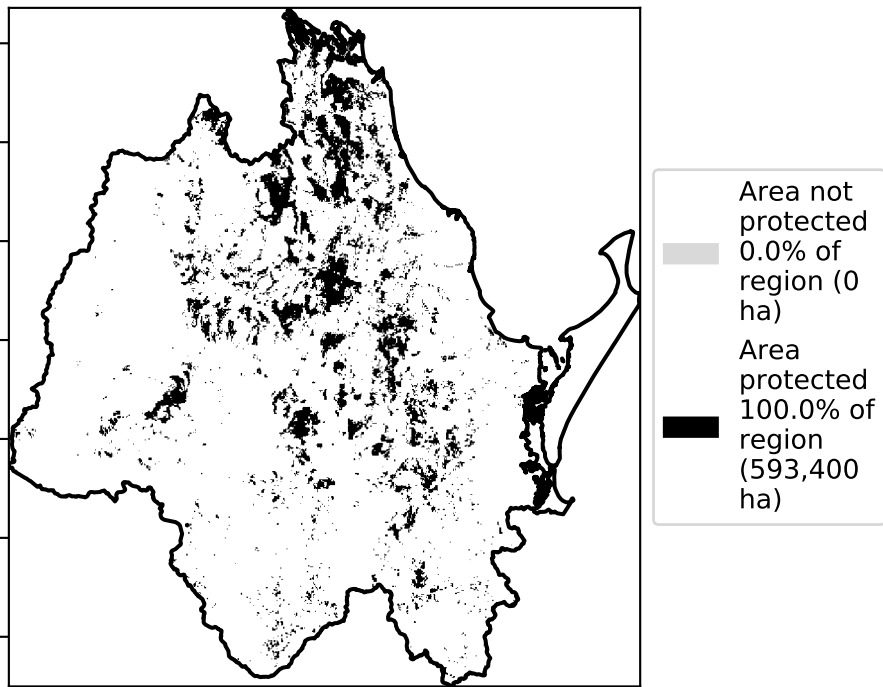 Area not
protected
0.0% of
region (0
ha)
Area
protected
100.0% of
region
(593,400
ha)